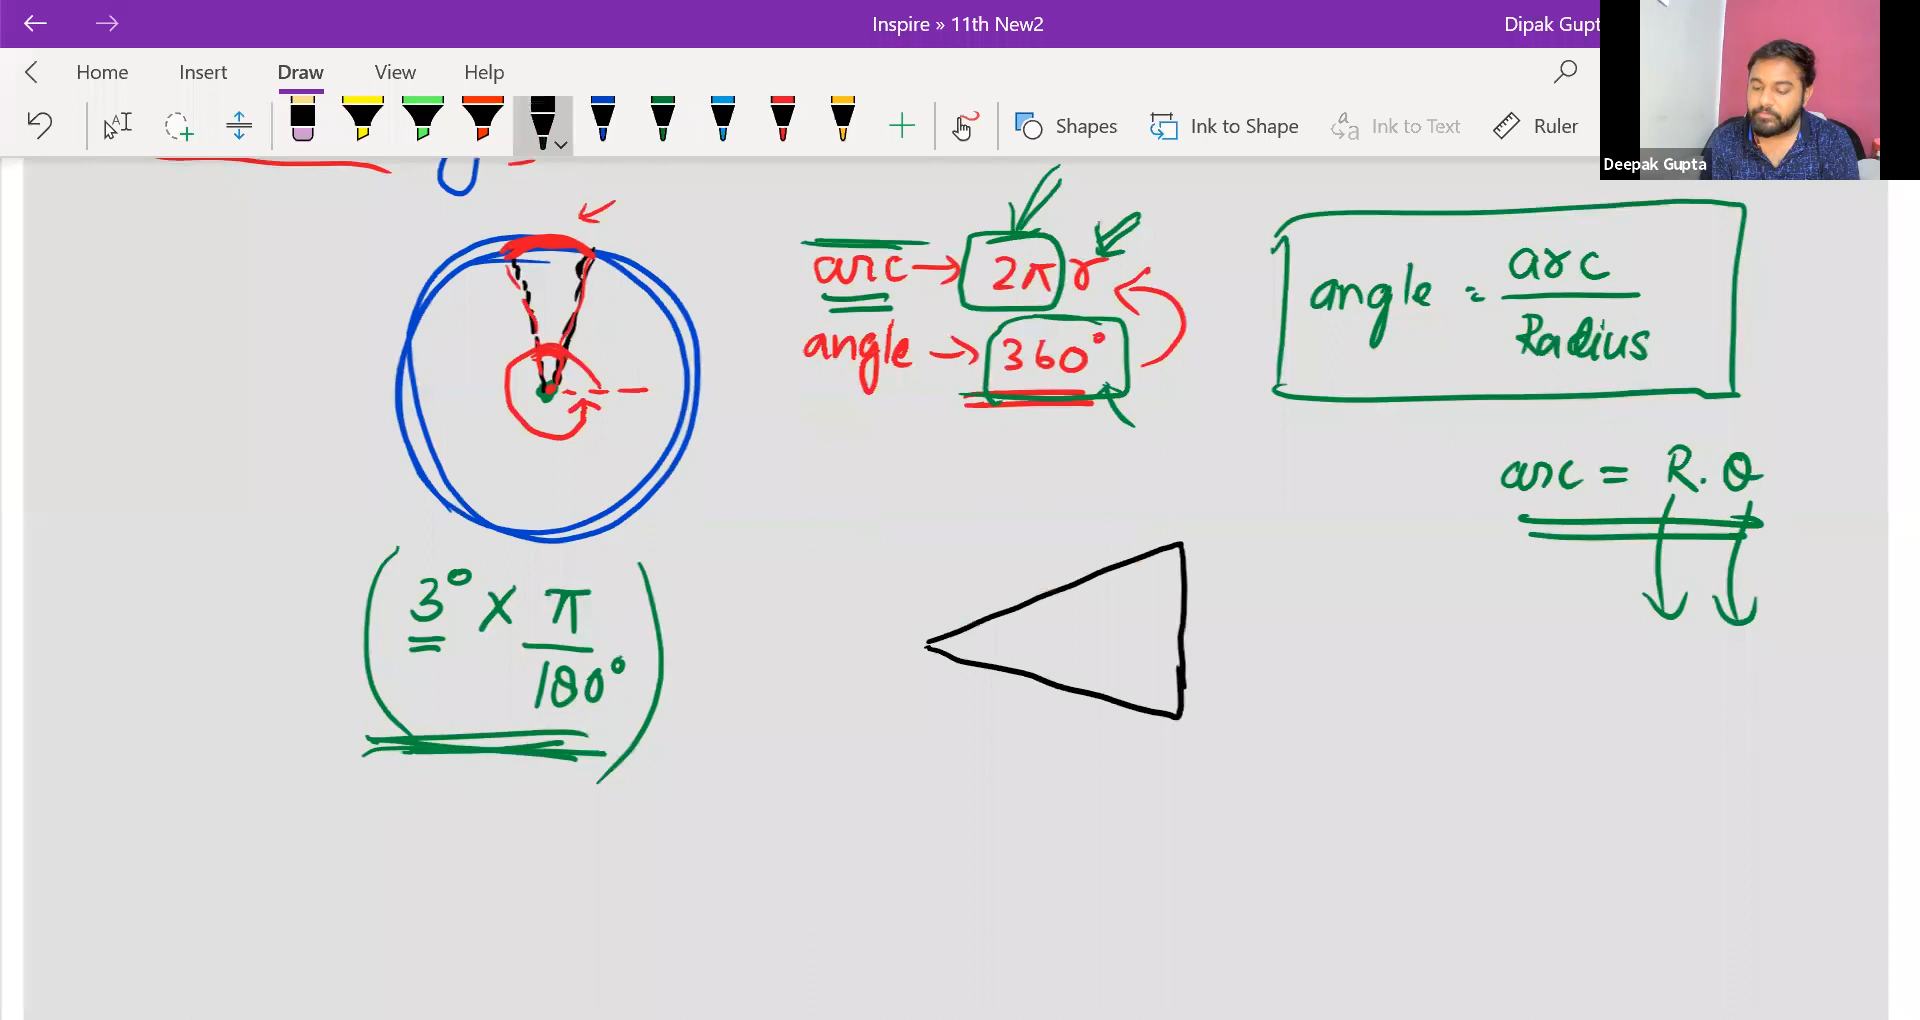 Inspire » 11th New2
Dipak Gupt
Home Insert Draw View Help
Shapes Ink to Shape Ink to Text Ruler
Deepak Gupta
arc → 2π r
angle → 360°
angle = arc / Radius
arc = R. θ
(3° × π / 180°)